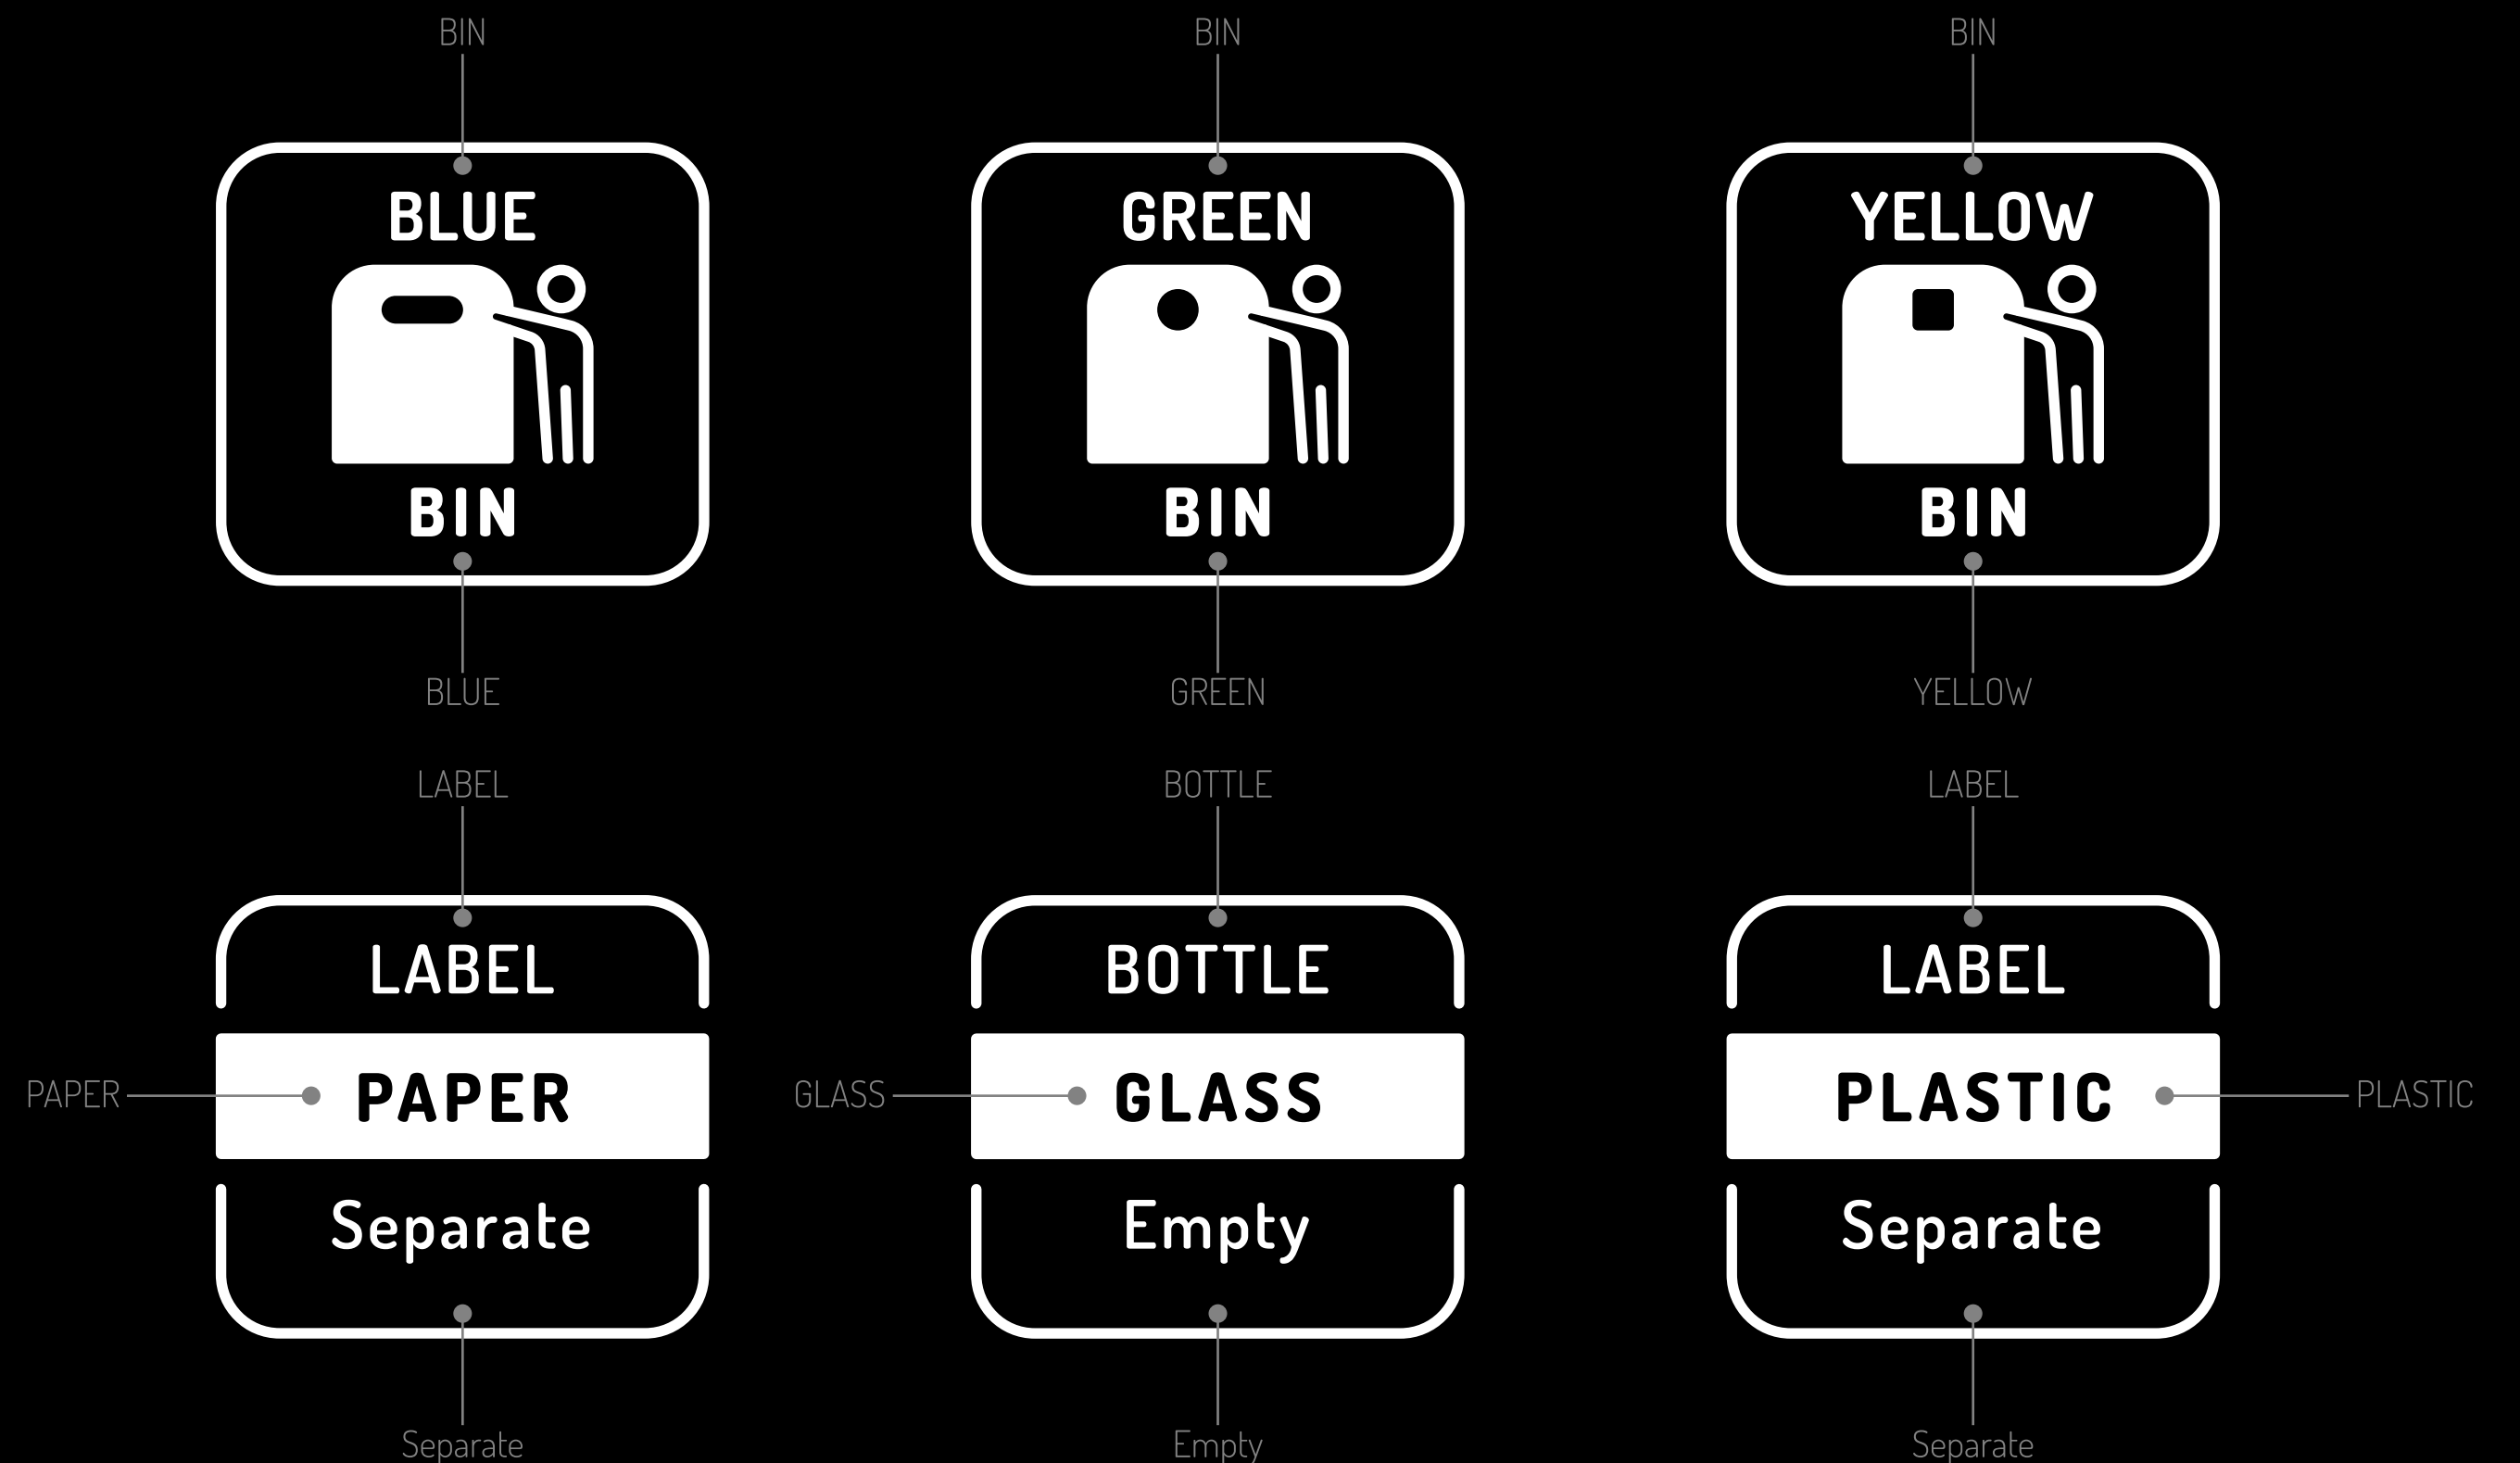 BIN
BIN
BIN
BLUE
GREEN
YELLOW
BIN
BIN
BIN
BLUE
GREEN
YELLOW
LABEL
BOTTLE
LABEL
LABEL
BOTTLE
LABEL
PAPER
PAPER
GLASS
GLASS
PLASTIC
PLASTIC
Separate
Empty
Separate
Separate
Empty
Separate